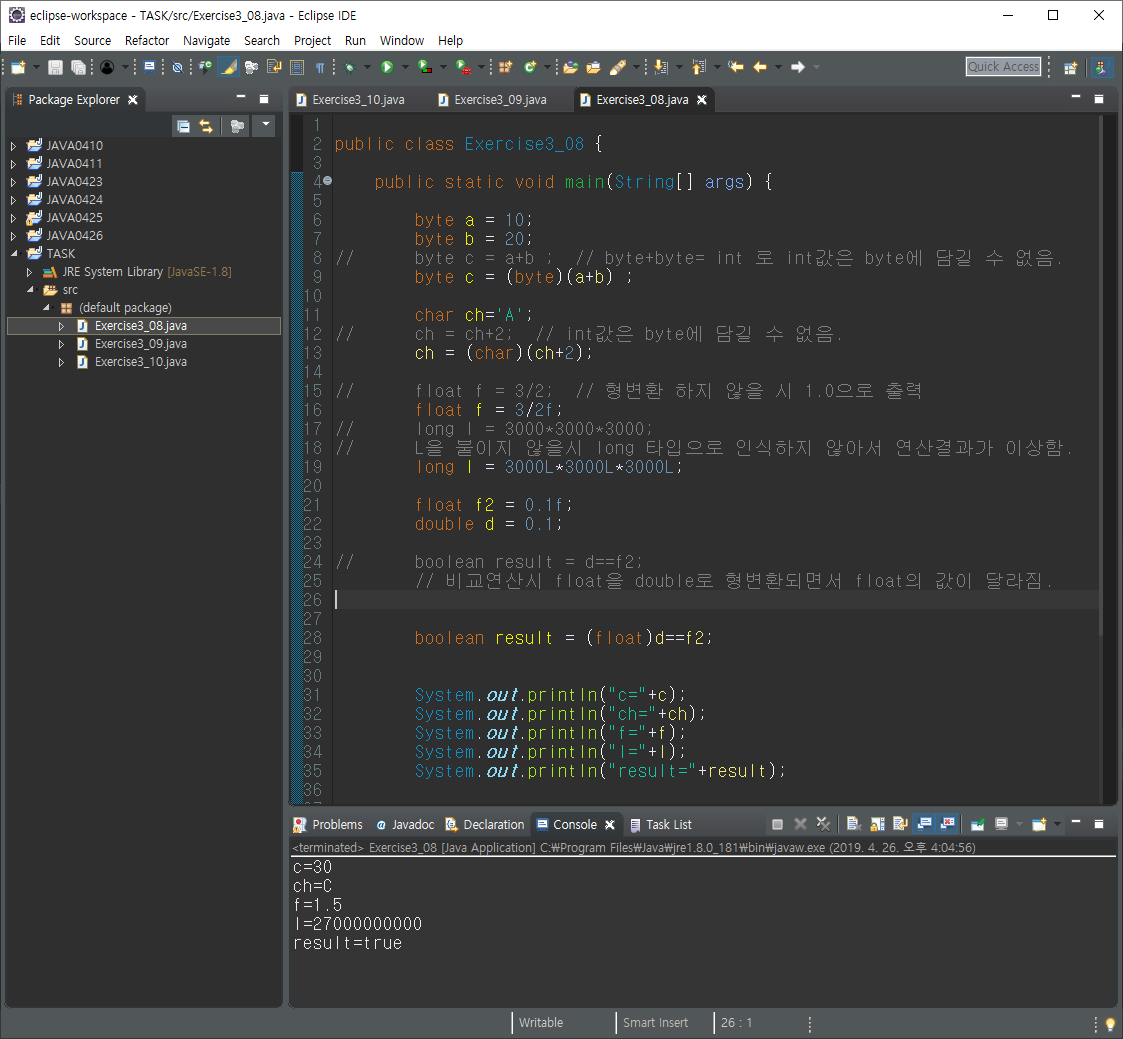 eclipse-workspace - TASK/src/Exercise3_08.java - Eclipse IDE
File Edit Source Refactor Navigate Search Project Run Window Help
Quick Access
Package Explorer
JAVA0410
JAVA0411
JAVA0423
JAVA0424
JAVA0425
JAVA0426
TASK
JRE System Library [JavaSE-1.8]
src
(default package)
Exercise3_08.java
Exercise3_09.java
Exercise3_10.java
Exercise3_10.java Exercise3_09.java Exercise3_08.java
1
2 public class Exercise3_08 {
3
4 public static void main(String[] args) {
5
6 byte a = 10;
7 byte b = 20;
8 // byte c = a+b ; // byte+byte= int 로 int값은 byte에 담길 수 없음.
9 byte c = (byte)(a+b) ;
10
11 char ch='A';
12 // ch = ch+2; // int값은 byte에 담길 수 없음.
13 ch = (char)(ch+2);
14
15 // float f = 3/2; // 형변환 하지 않을 시 1.0으로 출력
16 float f = 3/2f;
17 // long l = 3000*3000*3000;
18 // L을 붙이지 않을시 long 타입으로 인식하지 않아서 연산결과가 이상함.
19 long l = 3000L*3000L*3000L;
20
21 float f2 = 0.1f;
22 double d = 0.1;
23
24 // boolean result = d==f2;
25 // 비교연산시 float을 double로 형변환되면서 float의 값이 달라짐.
26
27
28 boolean result = (float)d==f2;
29
30
31 System.out.println("c="+c);
32 System.out.println("ch="+ch);
33 System.out.println("f="+f);
34 System.out.println("l="+l);
35 System.out.println("result="+result);
36
Problems Javadoc Declaration Console Task List
<terminated> Exercise3_08 [Java Application] C:₩Program Files₩Java₩jre1.8.0_181₩bin₩javaw.exe (2019. 4. 26. 오후 4:04:56)
c=30
ch=C
f=1.5
l=27000000000
result=true
Writable Smart Insert 26 : 1